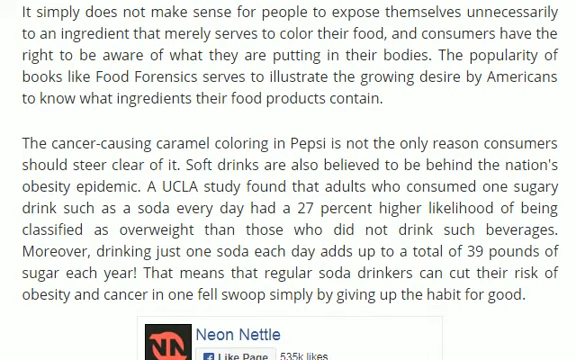 It simply does not make sense for people to expose themselves unnecessarily
to an ingredient that merely serves to color their food, and consumers have the
right to be aware of what they are putting in their bodies. The popularity of
books like Food Forensics serves to illustrate the growing desire by Americans
to know what ingredients their food products contain.
The cancer-causing caramel coloring in Pepsi is not the only reason consumers
should steer clear of it. Soft drinks are also believed to be behind the nation's
obesity epidemic. A UCLA study found that adults who consumed one sugary
drink such as a soda every day had a 27 percent higher likelihood of being
classified as overweight than those who did not drink such beverages.
Moreover, drinking just one soda each day adds up to a total of 39 pounds of
sugar each year! That means that regular soda drinkers can cut their risk of
obesity and cancer in one fell swoop simply by giving up the habit for good.
Neon Nettle
Like Page 535k likes